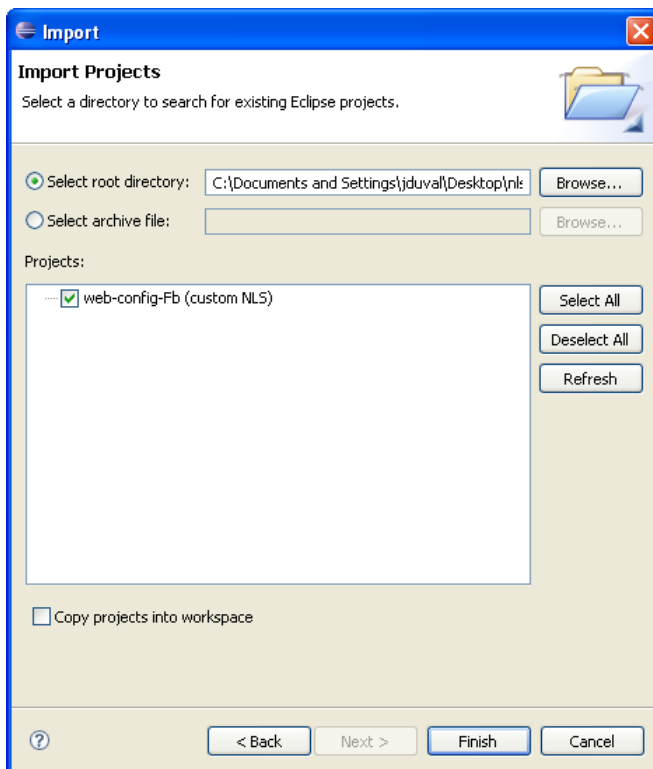 Import
Import Projects
Select a directory to search for existing Eclipse projects.
Select root directory: C:\Documents and Settings\jduval\Desktop\nls Browse...
Select archive file: Browse...
Projects:
web-config-Fb (custom NLS)
Select All
Deselect All
Refresh
Copy projects into workspace
< Back Next > Finish Cancel